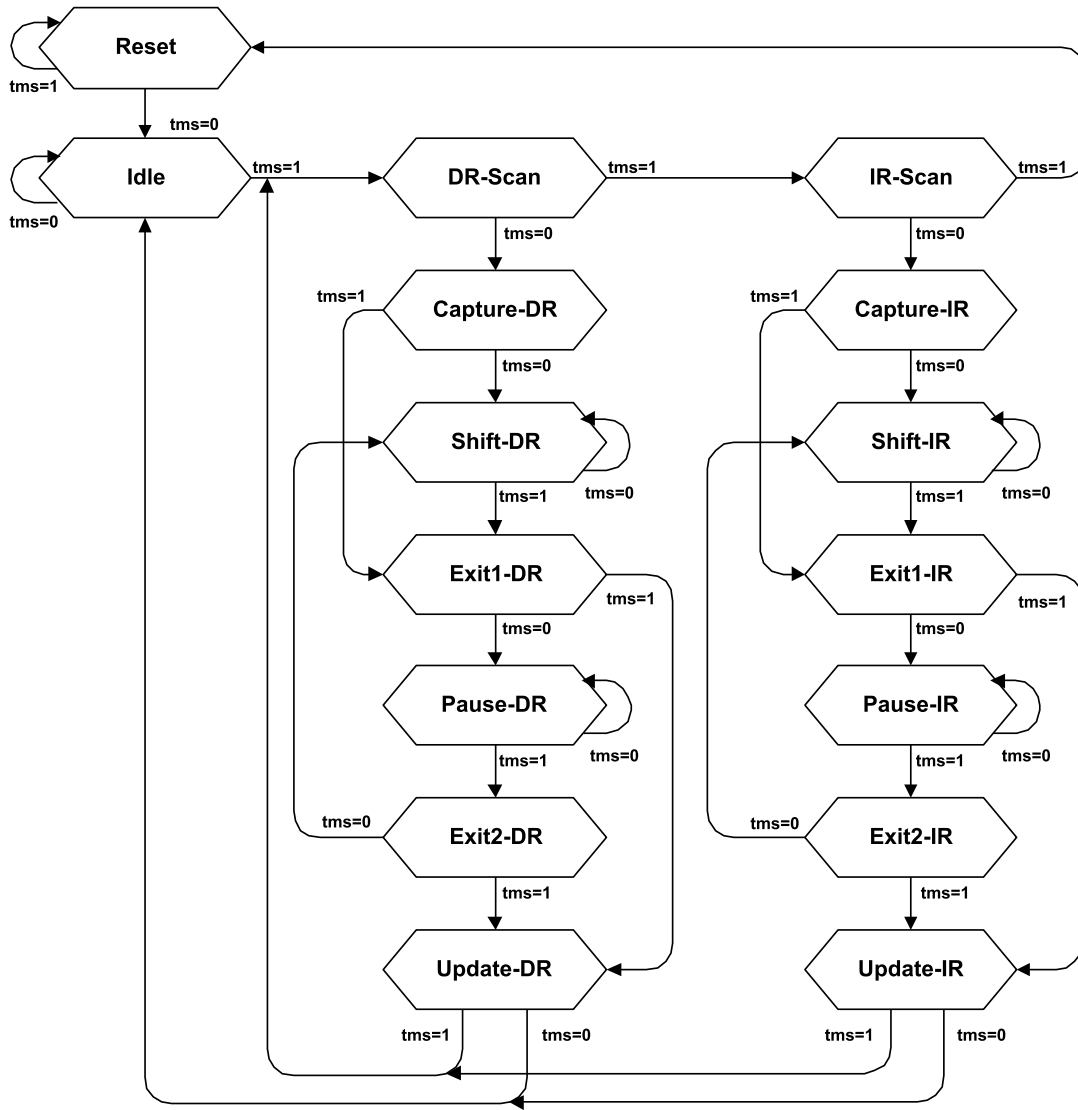 Reset
tms=1
tms=0
Idle
tms=1
DR-Scan
tms=1
IR-Scan
tms=1
tms=0
tms=0
tms=0
tms=1
Capture-DR
tms=1
Capture-IR
tms=0
tms=0
Shift-DR
Shift-IR
tms=1
tms=0
tms=1
tms=0
Exit1-DR
tms=1
Exit1-IR
tms=1
tms=0
tms=0
Pause-DR
Pause-IR
tms=1
tms=0
tms=1
tms=0
tms=0
Exit2-DR
tms=0
Exit2-IR
tms=1
tms=1
Update-DR
Update-IR
tms=1
tms=0
tms=1
tms=0